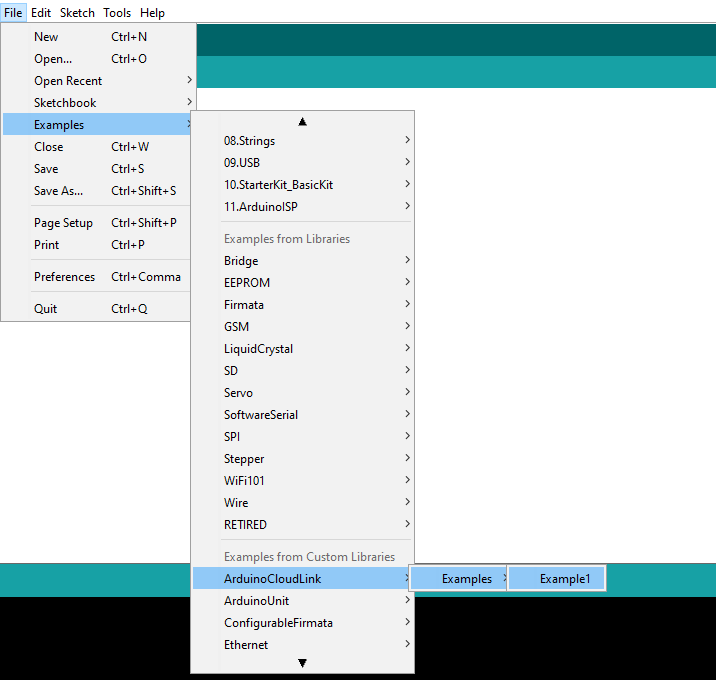 File Edit Sketch Tools Help
New Ctrl+N
Open... Ctrl+O
Open Recent
Sketchbook
Examples
Close Ctrl+W
Save Ctrl+S
Save As... Ctrl+Shift+S
Page Setup Ctrl+Shift+P
Print Ctrl+P
Preferences Ctrl+Comma
Quit Ctrl+Q
08.Strings
09.USB
10.StarterKit_BasicKit
11.ArduinoISP
Examples from Libraries
Bridge
EEPROM
Firmata
GSM
LiquidCrystal
SD
Servo
SoftwareSerial
SPI
Stepper
WiFi101
Wire
RETIRED
Examples from Custom Libraries
ArduinoCloudLink
ArduinoUnit
ConfigurableFirmata
Ethernet
Examples
Example1